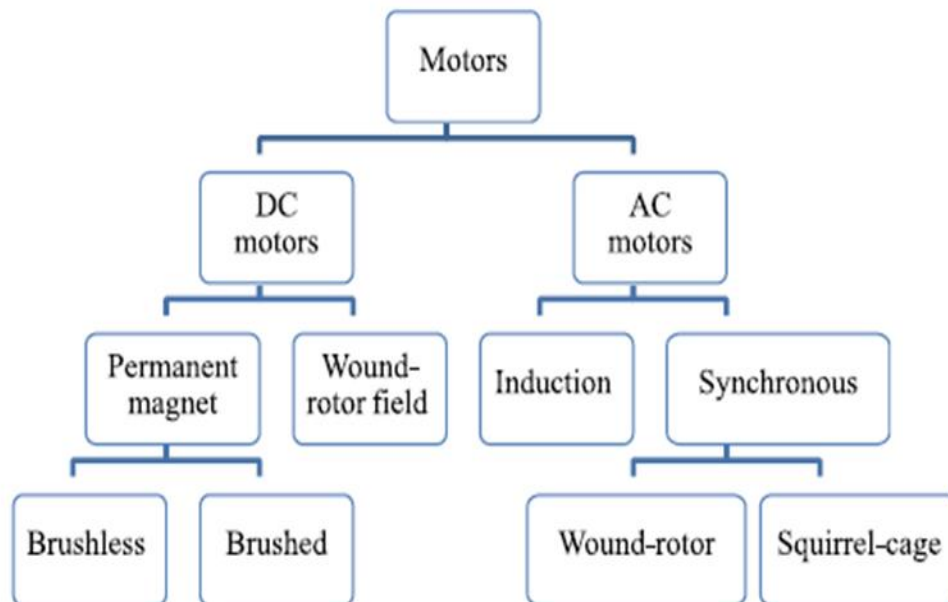 Motors
DC
motors
AC
motors
Permanent
magnet
Wound-
rotor field
Induction
Synchronous
Brushless
Brushed
Wound-rotor
Squirrel-cage